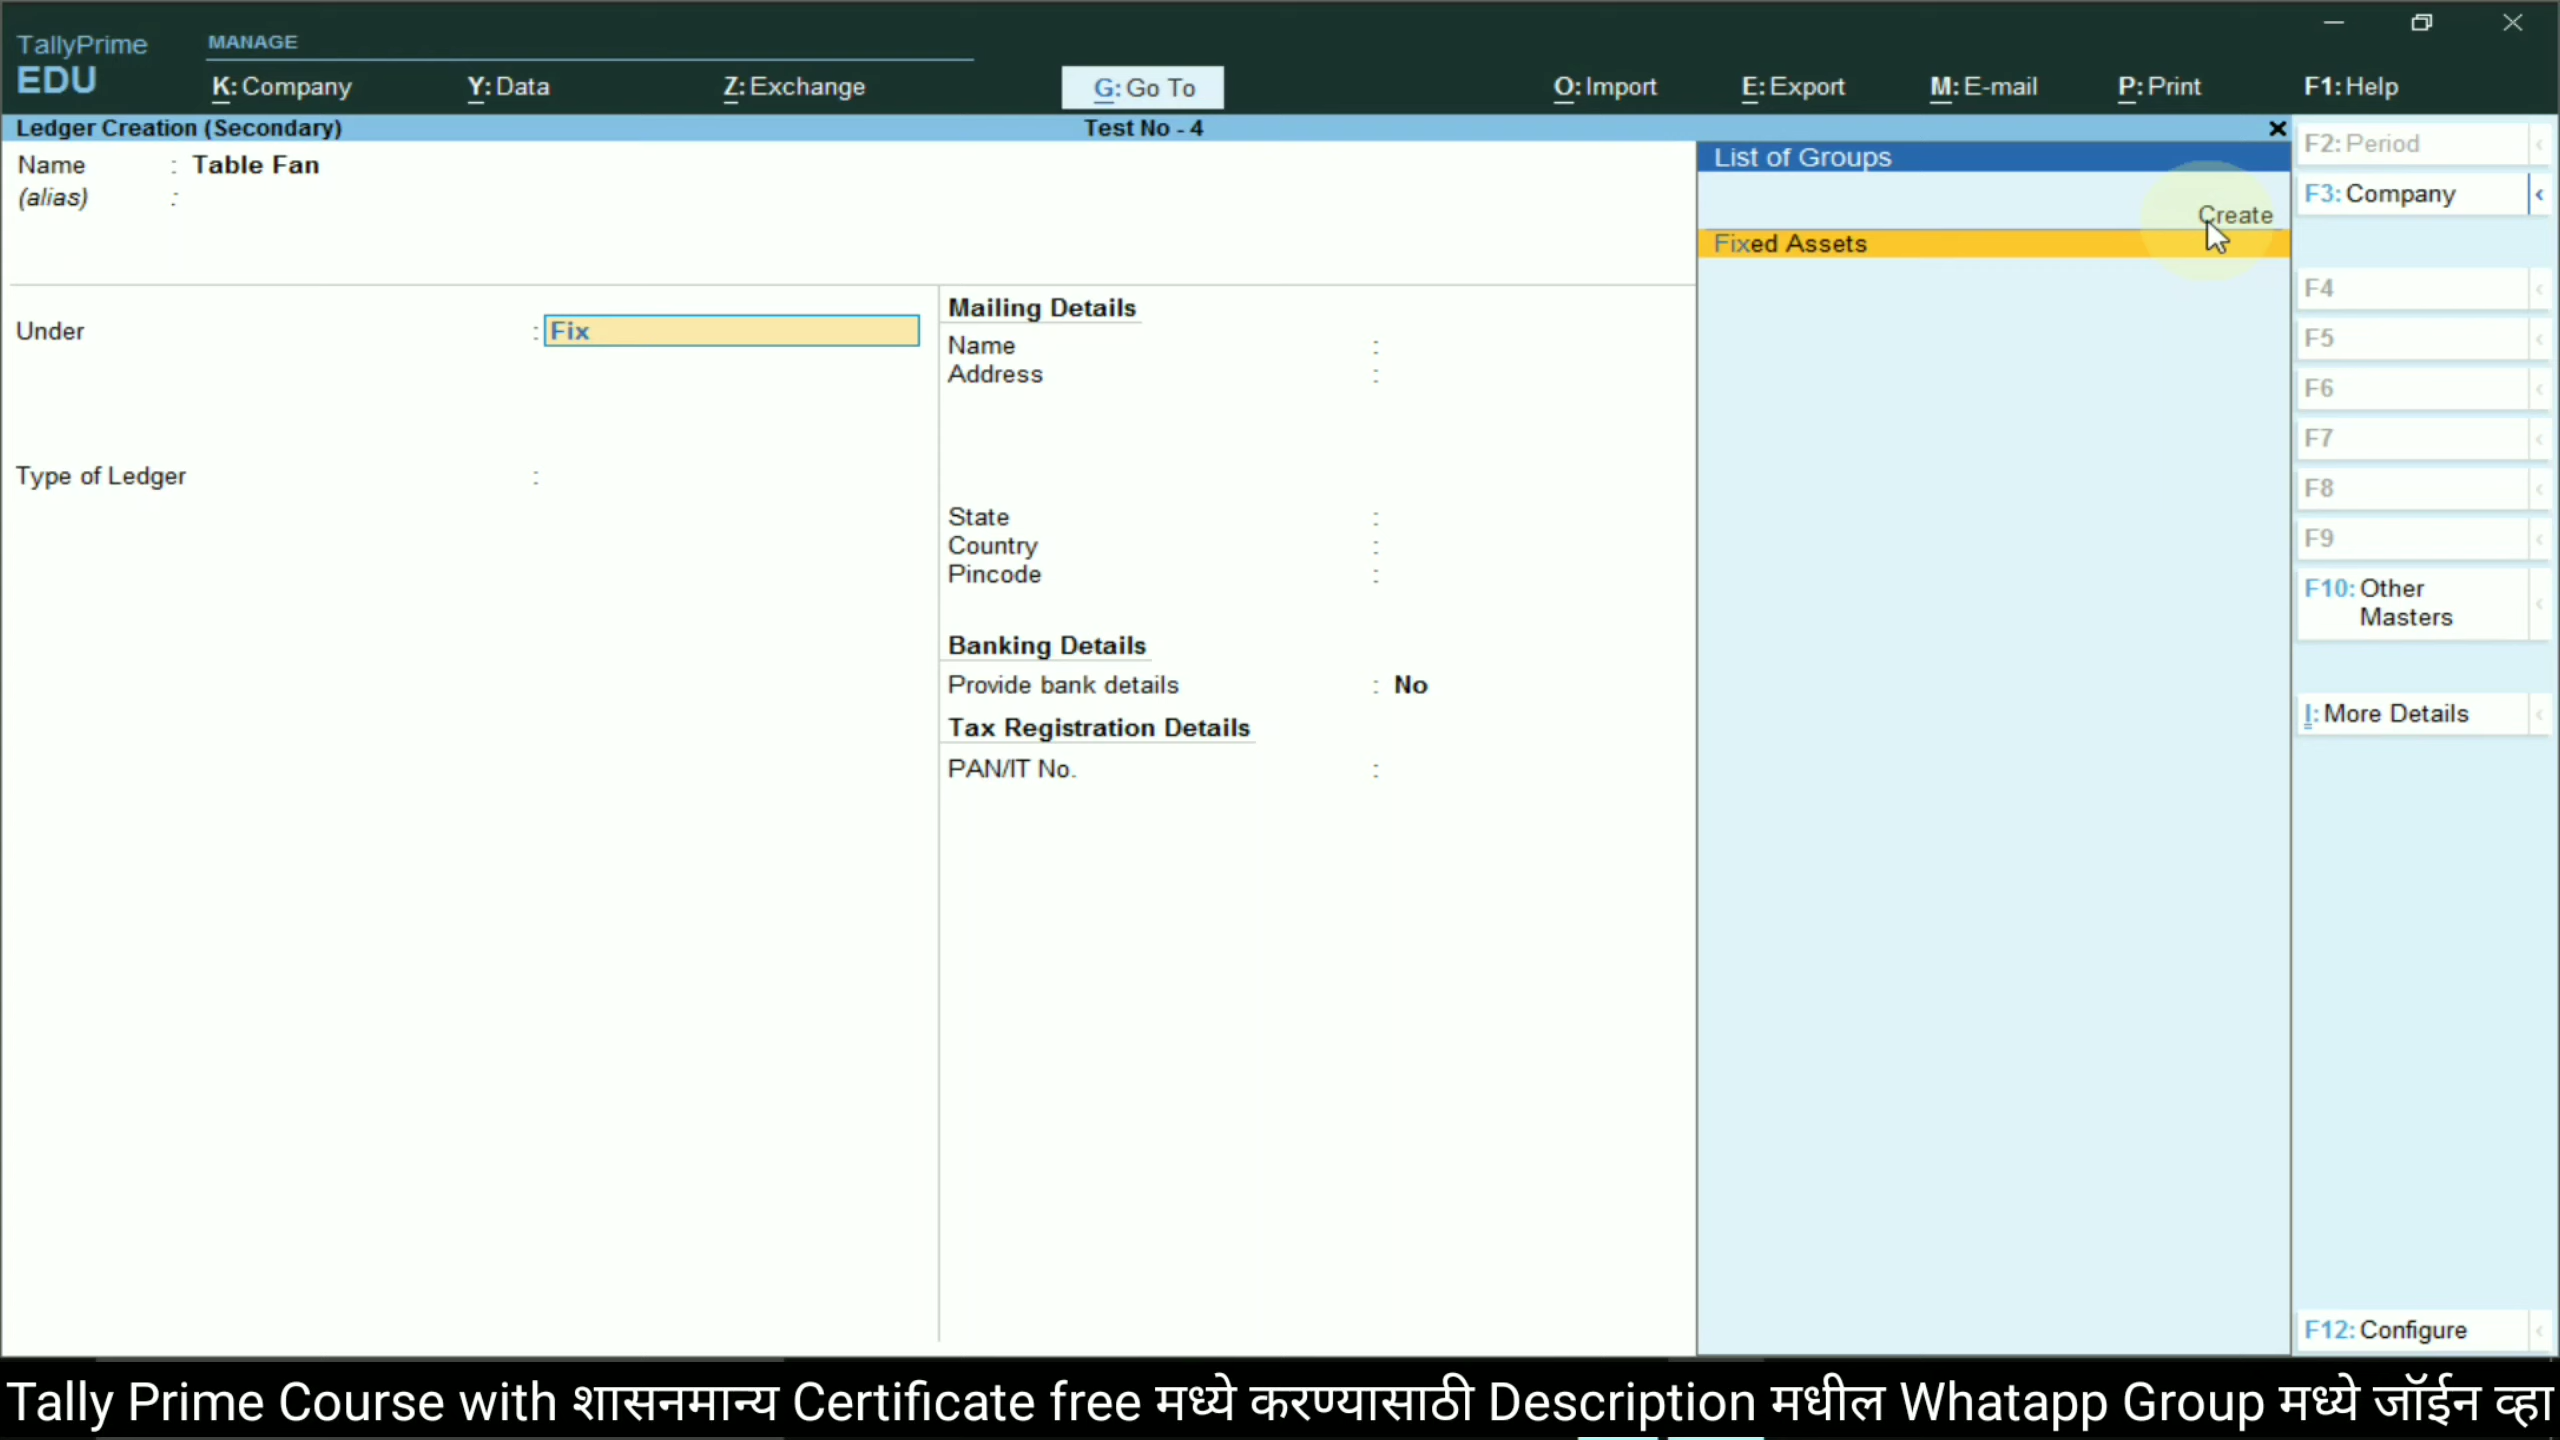 TallyPrime
EDU
MANAGE
K: Company
Y: Data
Z: Exchange
G: Go To
O: Import
E: Export
M: E-mail
P: Print
F1: Help
Ledger Creation (Secondary)
Test No - 4
Name : Table Fan
(alias) :
Under : Fix
Type of Ledger :
Mailing Details
Name :
Address :
State :
Country :
Pincode :
Banking Details
Provide bank details : No
Tax Registration Details
PAN/IT No. :
List of Groups
Create
Fixed Assets
F2: Period
F3: Company
F4
F5
F6
F7
F8
F9
F10: Other
Masters
I: More Details
F12: Configure
Tally Prime Course with शासनमान्य Certificate free मध्ये करण्यासाठी Description मधील Whatapp Group मध्ये जॉईन व्हा